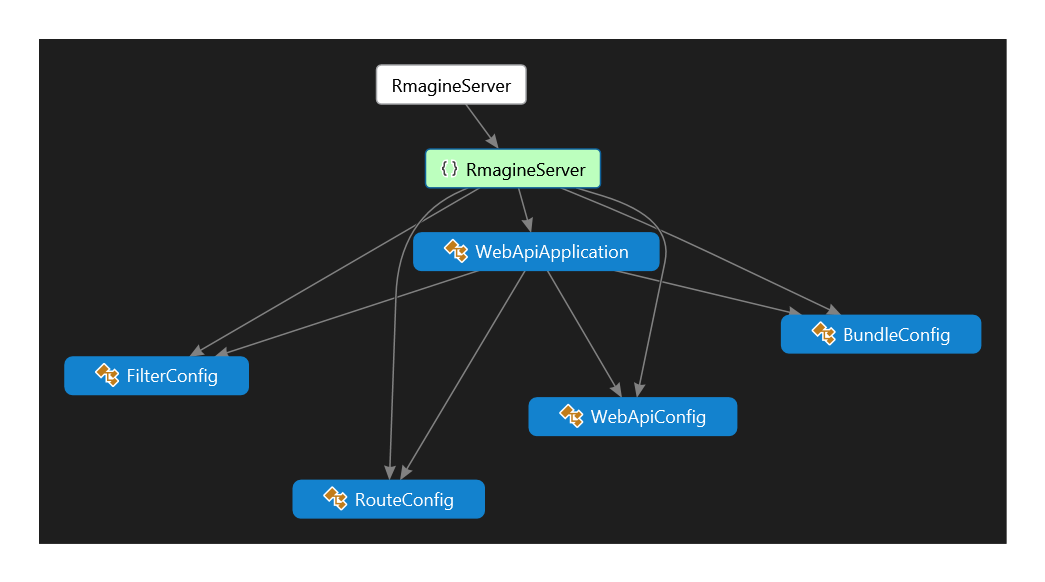 RmagineServer
{} RmagineServer
WebApiApplication
BundleConfig
FilterConfig
WebApiConfig
RouteConfig